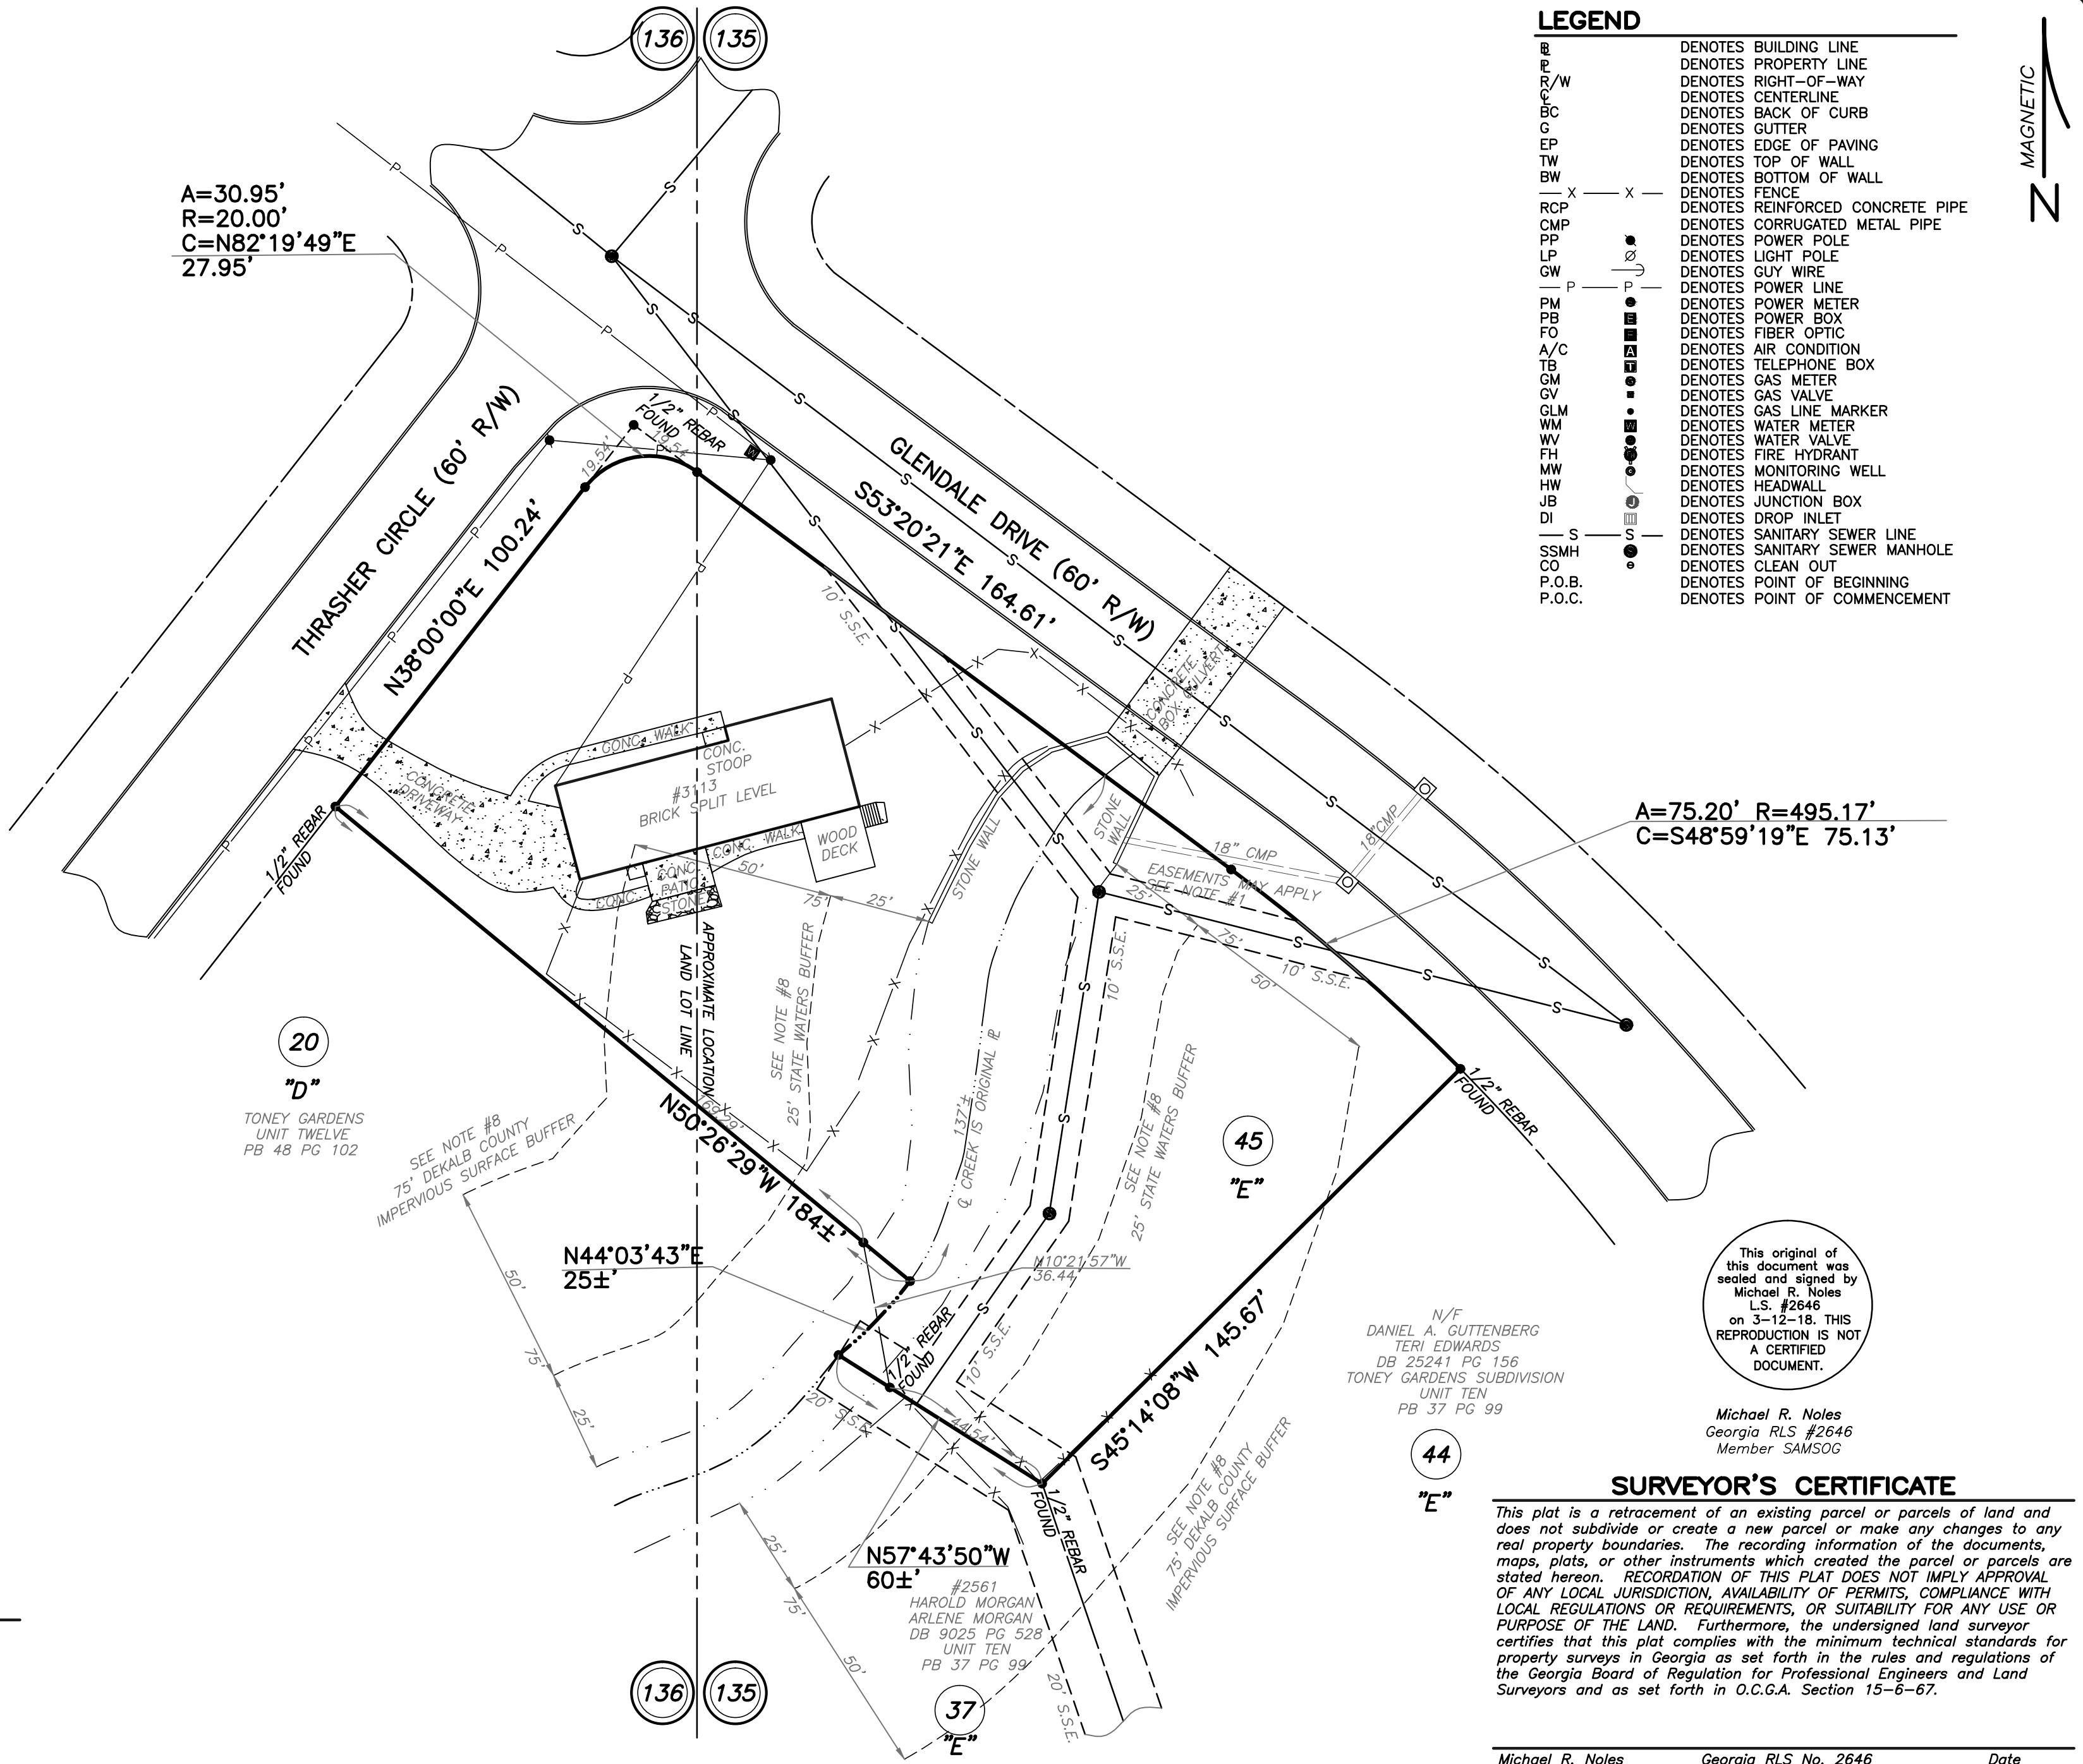 136
135
LEGEND
BL DENOTES BUILDING LINE
PL DENOTES PROPERTY LINE
R/W DENOTES RIGHT-OF-WAY
CL DENOTES CENTERLINE
BC DENOTES BACK OF CURB
G DENOTES GUTTER
EP DENOTES EDGE OF PAVING
TW DENOTES TOP OF WALL
BW DENOTES BOTTOM OF WALL
X X DENOTES FENCE
RCP DENOTES REINFORCED CONCRETE PIPE
CMP DENOTES CORRUGATED METAL PIPE
PP DENOTES POWER POLE
LP DENOTES LIGHT POLE
GW DENOTES GUY WIRE
P P DENOTES POWER LINE
PM DENOTES POWER METER
PB E DENOTES POWER BOX
FO F DENOTES FIBER OPTIC
A/C A DENOTES AIR CONDITION
TB T DENOTES TELEPHONE BOX
GM DENOTES GAS METER
GV DENOTES GAS VALVE
GLM DENOTES GAS LINE MARKER
WM W DENOTES WATER METER
WV DENOTES WATER VALVE
FH DENOTES FIRE HYDRANT
MW DENOTES MONITORING WELL
HW DENOTES HEADWALL
JB J DENOTES JUNCTION BOX
DI DENOTES DROP INLET
S S DENOTES SANITARY SEWER LINE
SSMH S DENOTES SANITARY SEWER MANHOLE
CO DENOTES CLEAN OUT
P.O.B. DENOTES POINT OF BEGINNING
P.O.C. DENOTES POINT OF COMMENCEMENT
MAGNETIC
N
A=30.95'
R=20.00'
C=N82°19'49"E
27.95'
1/2" REBAR
FOUND
19.54'
19.54'
W
THRASHER CIRCLE (60' R/W)
N38°00'00"E 100.24'
GLENDALE DRIVE (60' R/W)
S53°20'21"E 164.61'
10' S.S.E.
CONCRETE
BOX CULVERT
CONC. WALK
CONC.
STOOP
#3113
BRICK SPLIT LEVEL
CONCRETE
DRIVEWAY
1/2" REBAR
FOUND
CONC. WALK
WOOD
DECK
CONC.
PATIO
STONE
CONC.
50'
75'
25'
STONE WALL
STONE
WALL
18" CMP
18"CMP
EASEMENTS MAY APPLY
SEE NOTE #1
25'
75'
50'
10' S.S.E.
10' S.S.E.
A=75.20' R=495.17'
C=S48°59'19"E 75.13'
APPROXIMATE LOCATION
LAND LOT LINE
SEE NOTE #8
25' STATE WATERS BUFFER
137'±
CL CREEK IS ORIGINAL PL
SEE NOTE #8
25' STATE WATERS BUFFER
1/2" REBAR
FOUND
20
"D"
TONEY GARDENS
UNIT TWELVE
PB 48 PG 102
SEE NOTE #8
75' DEKALB COUNTY
IMPERVIOUS SURFACE BUFFER
169.29'
N50°26'29"W 184±'
45
"E"
N44°03'43"E
25±'
N10°21'57"W
36.44'
50'
75'
25'
1/2" REBAR
FOUND
10' S.S.E.
20' S.S.E.
44.54'
S45°14'08"W 145.67'
N/F
DANIEL A. GUTTENBERG
TERI EDWARDS
DB 25241 PG 156
TONEY GARDENS SUBDIVISION
UNIT TEN
PB 37 PG 99
44
"E"
SEE NOTE #8
75' DEKALB COUNTY
IMPERVIOUS SURFACE BUFFER
1/2" REBAR
FOUND
25'
75'
50'
N57°43'50"W
60±'
#2561
HAROLD MORGAN
ARLENE MORGAN
DB 9025 PG 528
UNIT TEN
PB 37 PG 99
37
"E"
20' S.S.E.
136
135
This original of
this document was
sealed and signed by
Michael R. Noles
L.S. #2646
on 3-12-18. THIS
REPRODUCTION IS NOT
A CERTIFIED
DOCUMENT.
Michael R. Noles
Georgia RLS #2646
Member SAMSOG
SURVEYOR'S CERTIFICATE
This plat is a retracement of an existing parcel or parcels of land and
does not subdivide or create a new parcel or make any changes to any
real property boundaries. The recording information of the documents,
maps, plats, or other instruments which created the parcel or parcels are
stated hereon. RECORDATION OF THIS PLAT DOES NOT IMPLY APPROVAL
OF ANY LOCAL JURISDICTION, AVAILABILITY OF PERMITS, COMPLIANCE WITH
LOCAL REGULATIONS OR REQUIREMENTS, OR SUITABILITY FOR ANY USE OR
PURPOSE OF THE LAND. Furthermore, the undersigned land surveyor
certifies that this plat complies with the minimum technical standards for
property surveys in Georgia as set forth in the rules and regulations of
the Georgia Board of Regulation for Professional Engineers and Land
Surveyors and as set forth in O.C.G.A. Section 15-6-67.
Michael R. Noles Georgia RLS No. 2646 Date